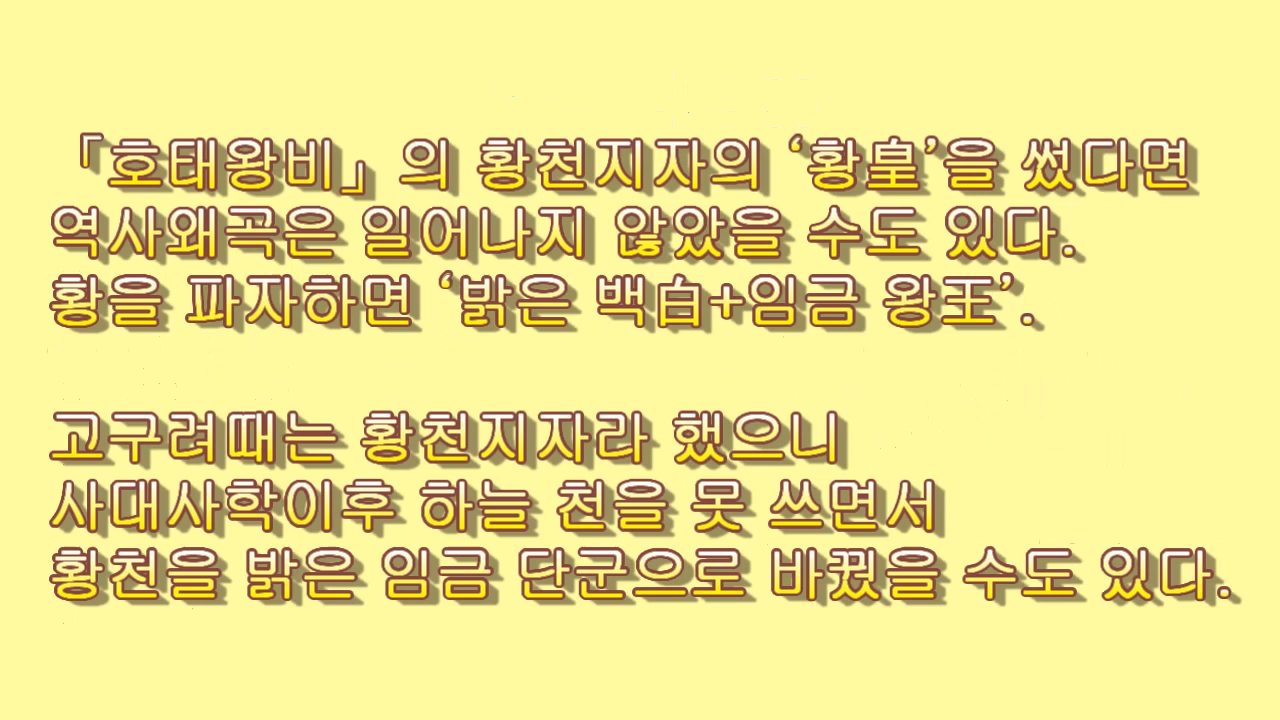 「호태왕비」의 황천지자의 ‘황皇’을 썼다면
역사왜곡은 일어나지 않았을 수도 있다.
황을 파자하면 ‘밝은 백白+임금 왕王’.
고구려때는 황천지자라 했으니
사대사학이후 하늘 천을 못 쓰면서
황천을 밝은 임금 단군으로 바꿨을 수도 있다.